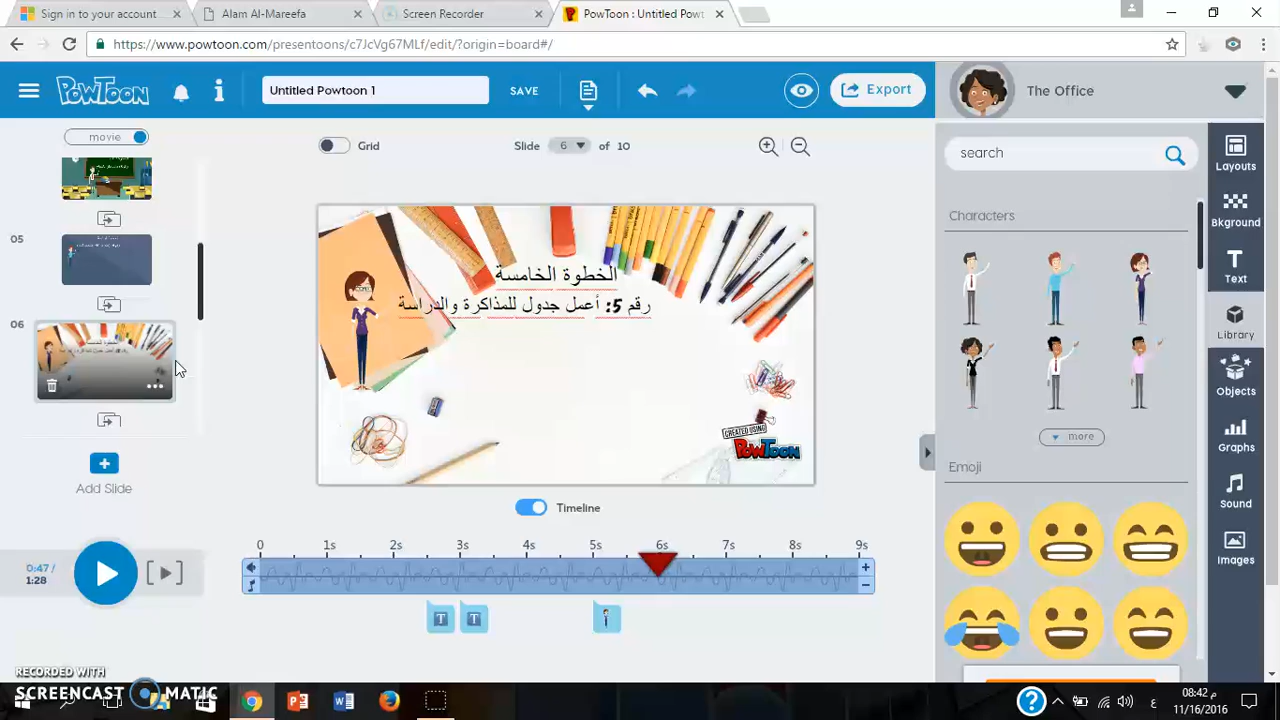 Sign in to your account
Alam Al-Mareefa
Screen Recorder
PowToon : Untitled Powt
https://www.powtoon.com/presentoons/c7JcVg67MLf/edit/?origin=board#/
POWTOON
Untitled Powtoon 1
SAVE
Export
The Office
movie
Grid
Slide 6 of 10
search
Layouts
Bkground
Text
Library
Objects
Graphs
Sound
Images
Characters
more
Emoji
05
06
الخطوة الخامسة
رقم 5: أعمل جدول للمذاكرة والدراسة
CREATED USING
POWTOON
Add Slide
Timeline
0 1s 2s 3s 4s 5s 6s 7s 8s 9s
0:47
1:28
RECORDED WITH
SCREENCAST MATIC
08:42 م
11/16/2016
ع